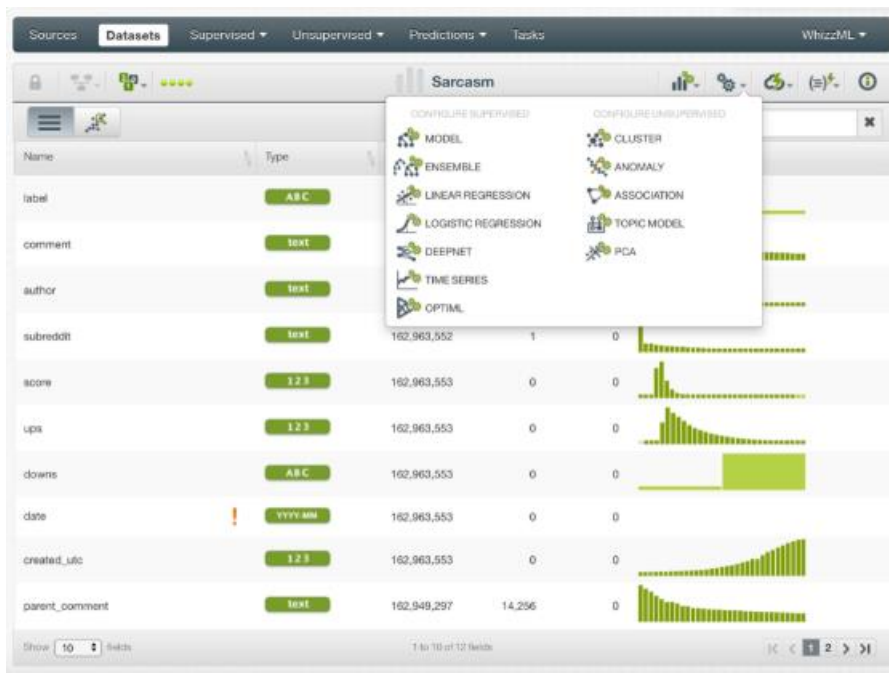 Sources Datasets Supervised Unsupervised Predictions Tasks WhizzML
Sarcasm
CONFIGURE SUPERVISED CONFIGURE UNSUPERVISED
MODEL CLUSTER
ENSEMBLE ANOMALY
LINEAR REGRESSION ASSOCIATION
LOGISTIC REGRESSION TOPIC MODEL
DEEPNET PCA
TIME SERIES
OPTIML
Name Type
label ABC
comment text
author text
subreddit text 162,963,552 1 0
score 123 162,963,553 0 0
ups 123 162,963,553 0 0
downs ABC 162,963,553 0 0
date ! YYYY-MM 162,963,553 0 0
created_utc 123 162,963,553 0 0
parent_comment text 162,949,297 14,256 0
Show 10 fields 1 to 10 of 12 fields 1 2